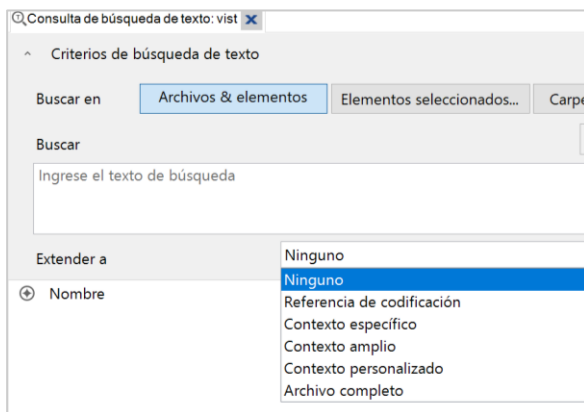 Consulta de búsqueda de texto: vist
Criterios de búsqueda de texto
Buscar en Archivos & elementos Elementos seleccionados... Carpe
Buscar
Ingrese el texto de búsqueda
Extender a Ninguno
Ninguno
Nombre
Referencia de codificación
Contexto específico
Contexto amplio
Contexto personalizado
Archivo completo